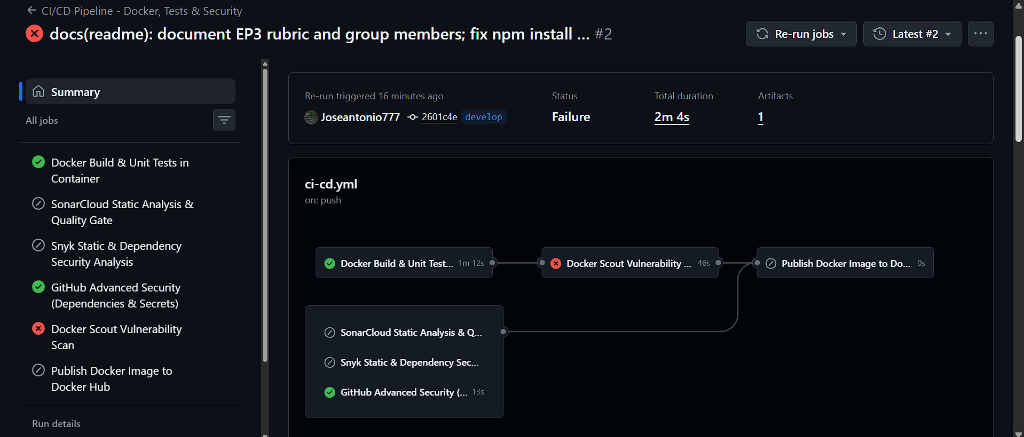 CI/CD Pipeline - Docker, Tests & Security
docs(readme): document EP3 rubric and group members; fix npm install ... #2
Re-run jobs
Latest #2
Summary
All jobs
Docker Build & Unit Tests in
Container
SonarCloud Static Analysis &
Quality Gate
Snyk Static & Dependency
Security Analysis
GitHub Advanced Security
(Dependencies & Secrets)
Docker Scout Vulnerability
Scan
Publish Docker Image to
Docker Hub
Run details
Re-run triggered 16 minutes ago
Joseantonio777 2601c4e develop
Status
Failure
Total duration
2m 4s
Artifacts
1
ci-cd.yml
on: push
Docker Build & Unit Test... 1m 12s
Docker Scout Vulnerability ... 46s
Publish Docker Image to Do... 0s
SonarCloud Static Analysis & Q...
Snyk Static & Dependency Sec...
GitHub Advanced Security (... 13s